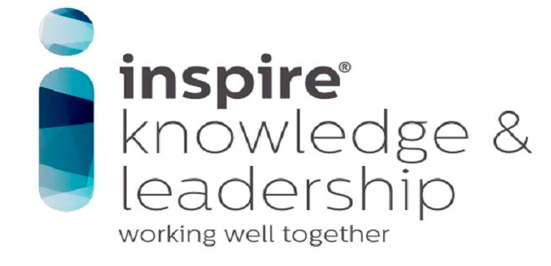 inspire®
knowledge &
leadership
working well together